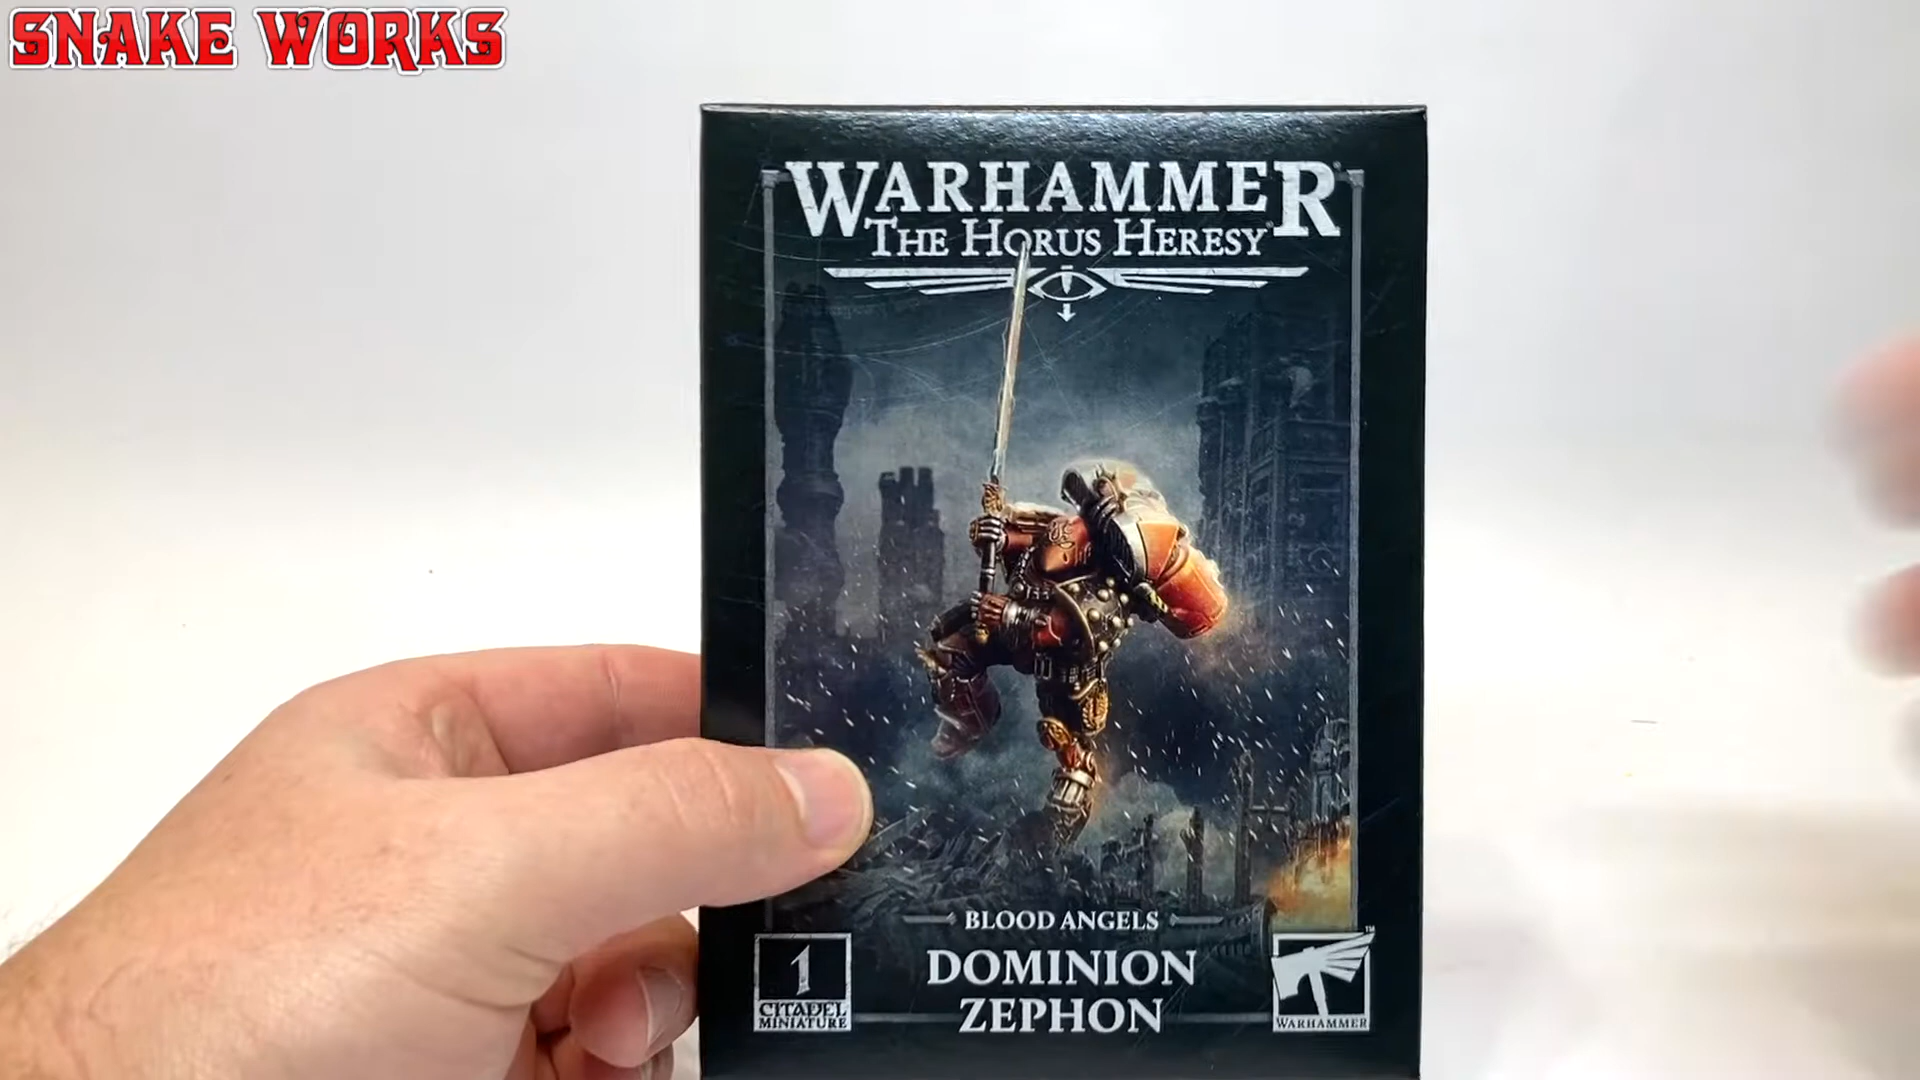 SNAKE WORKS
WARHAMMER
THE HORUS HERESY
BLOOD ANGELS
DOMINION
ZEPHON
1
CITADEL
MINIATURE
WARHAMMER